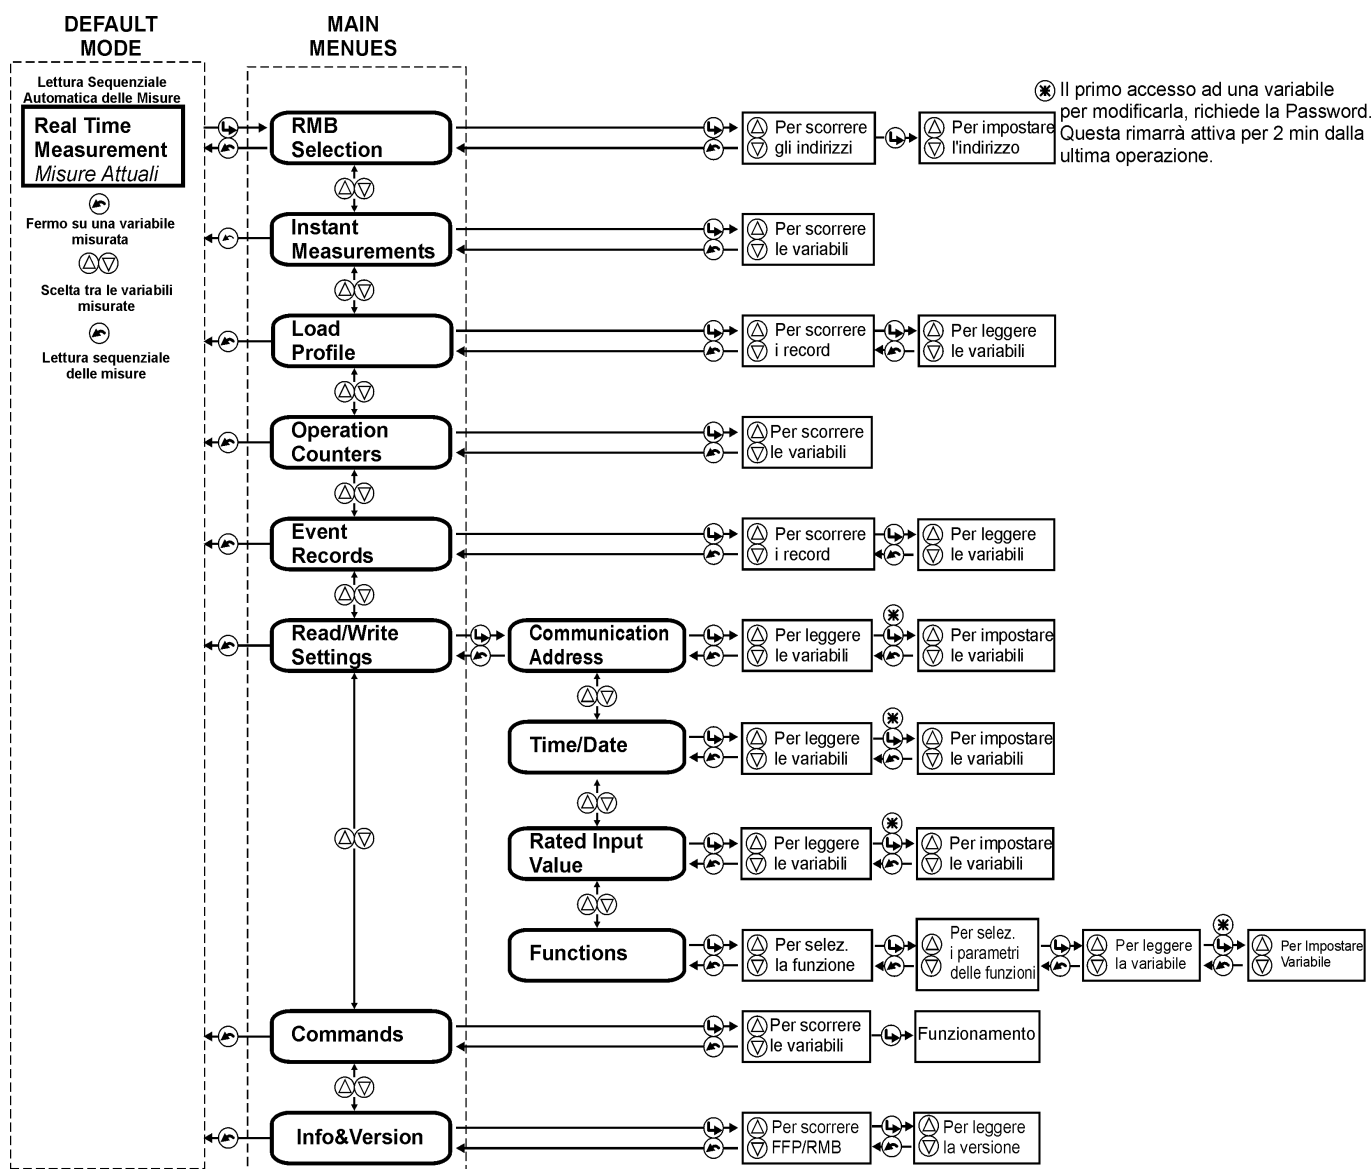 DEFAULT
MODE
MAIN
MENUES
Lettura Sequenziale
Automatica delle Misure
Real Time
Measurement
Misure Attuali
Fermo su una variabile
misurata
Scelta tra le variabili
misurate
Lettura sequenziale
delle misure
Il primo accesso ad una variabile
per modificarla, richiede la Password.
Questa rimarrà attiva per 2 min dalla
ultima operazione.
RMB
Selection
Per scorrere
gli indirizzi
Per impostare
l'indirizzo
Instant
Measurements
Per scorrere
le variabili
Load
Profile
Per scorrere
i record
Per leggere
le variabili
Operation
Counters
Per scorrere
le variabili
Event
Records
Per scorrere
i record
Per leggere
le variabili
Read/Write
Settings
Communication
Address
Per leggere
le variabili
Per impostare
le variabili
Time/Date
Per leggere
le variabili
Per impostare
le variabili
Rated Input
Value
Per leggere
le variabili
Per impostare
le variabili
Functions
Per selez.
la funzione
Per selez.
i parametri
delle funzioni
Per leggere
la variabile
Per Impostare
Variabile
Commands
Per scorrere
le variabili
Funzionamento
Info&Version
Per scorrere
FFP/RMB
Per leggere
la versione